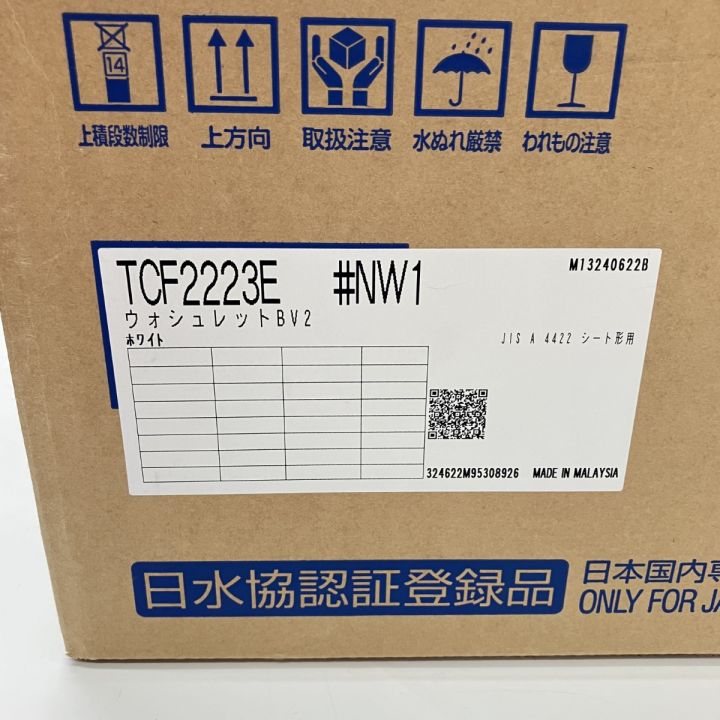 14
上積段数制限 上方向 取扱注意 水ぬれ厳禁 われもの注意
TCF2223E #NW1 M13240622B
ウォシュレットBV2
ホワイト JIS A 4422 シート形用
324622M95308926 MADE IN MALAYSIA
日水協認証登録品 日本国内専
ONLY FOR JA